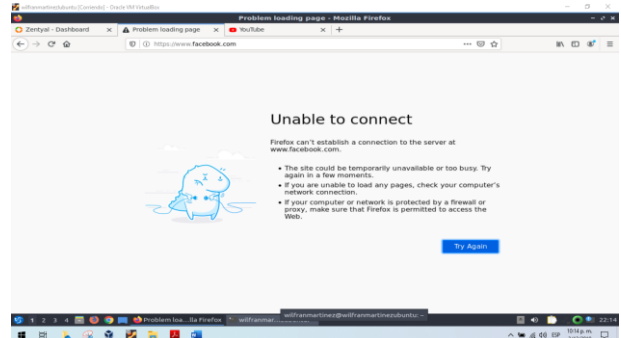 wilfranmartinezubuntu [Corriendo] - Oracle VM VirtualBox
Problem loading page - Mozilla Firefox
Zentyal - Dashboard
Problem loading page
YouTube
https://www.facebook.com
Unable to connect
Firefox can't establish a connection to the server at
www.facebook.com.
The site could be temporarily unavailable or too busy. Try
again in a few moments.
If you are unable to load any pages, check your computer's
network connection.
If your computer or network is protected by a firewall or
proxy, make sure that Firefox is permitted to access the
Web.
Try Again
wilfranmartinez@wilfranmartinezubuntu: ~
1 2 3 4
Problem loa...lla Firefox
wilfranmar...
22:14
ESP
10:14 p. m.